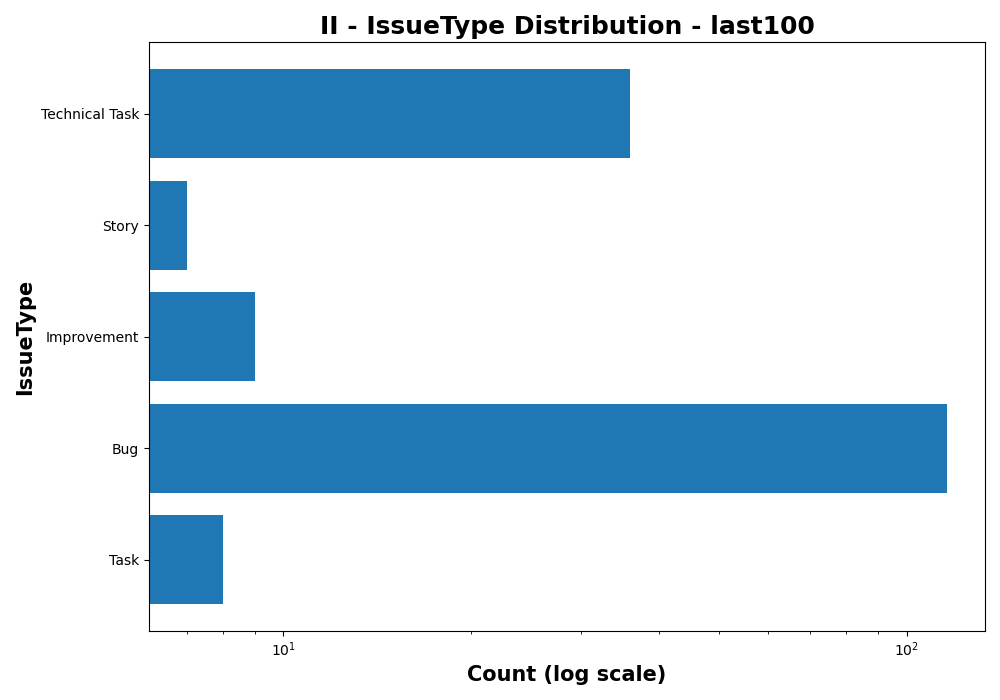 II - IssueType Distribution - last100
IssueType
Technical Task
Story
Improvement
Bug
Task
10¹
10²
Count (log scale)